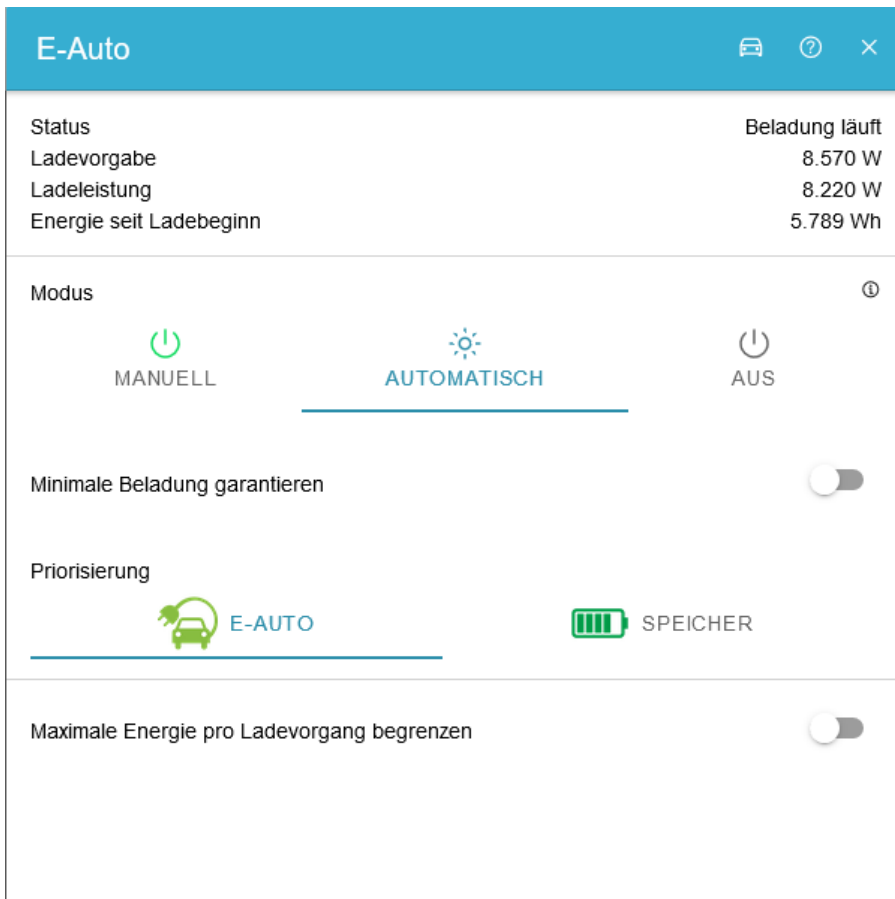 E-Auto
Status Beladung läuft
Ladevorgabe 8.570 W
Ladeleistung 8.220 W
Energie seit Ladebeginn 5.789 Wh
Modus
MANUELL AUTOMATISCH AUS
Minimale Beladung garantieren
Priorisierung
E-AUTO SPEICHER
Maximale Energie pro Ladevorgang begrenzen